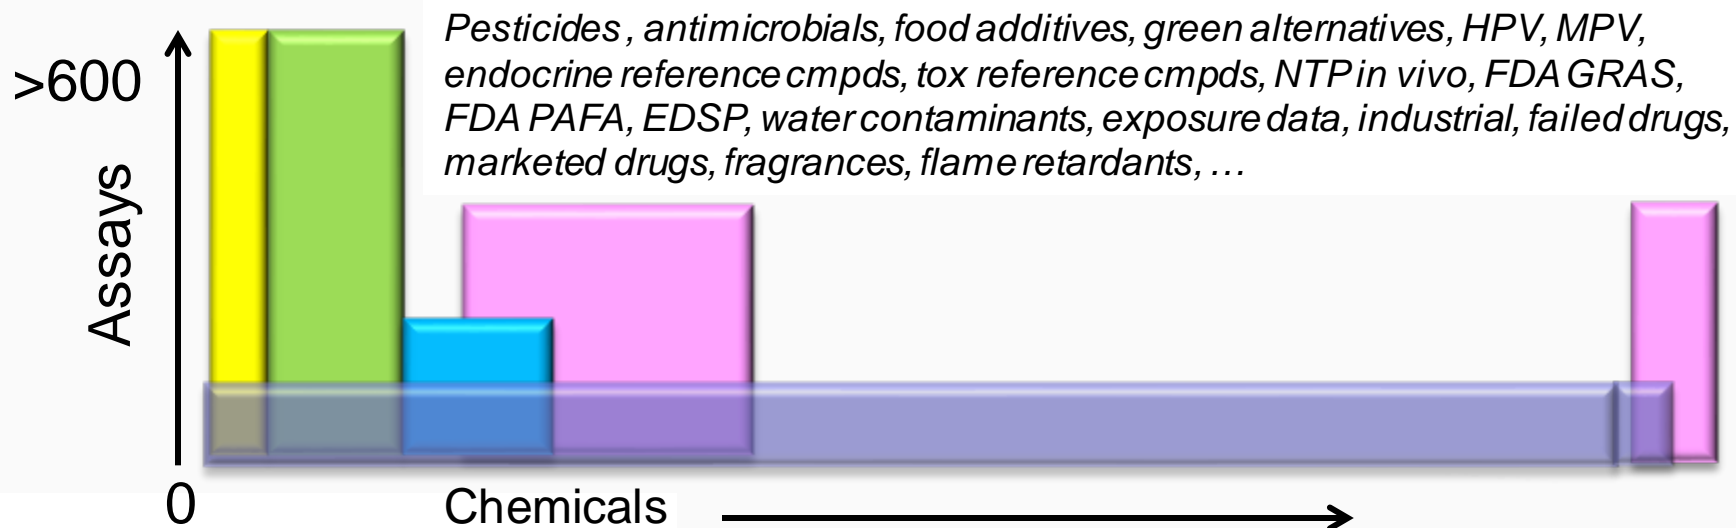 Pesticides, antimicrobials, food additives, green alternatives, HPV, MPV,
endocrine reference cmpds, tox reference cmpds, NTP in vivo, FDA GRAS,
FDA PAFA, EDSP, water contaminants, exposure data, industrial, failed drugs,
marketed drugs, fragrances, flame retardants, …
>600
Assays
0
Chemicals